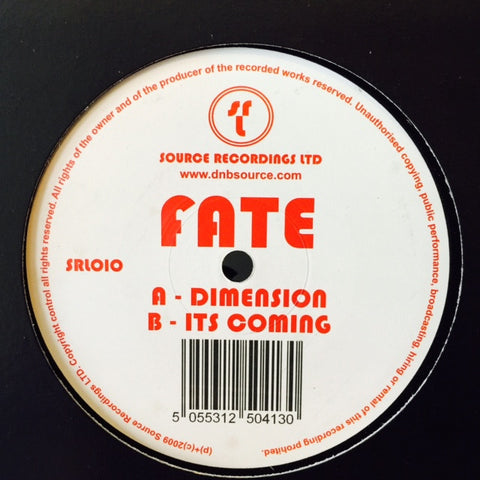 SRL
SOURCE RECORDINGS LTD
www.dnbsource.com
FATE
SRL010
A - DIMENSION
B - ITS COMING
5 055312 504130
(p)+(c)2009 Source Recordings LTD. Copyright control all rights reserved. All rights of the owner and of the producer of the recorded works reserved. Unauthorised copying, public performance, broadcasting, hiring or rental of this recording prohibited.